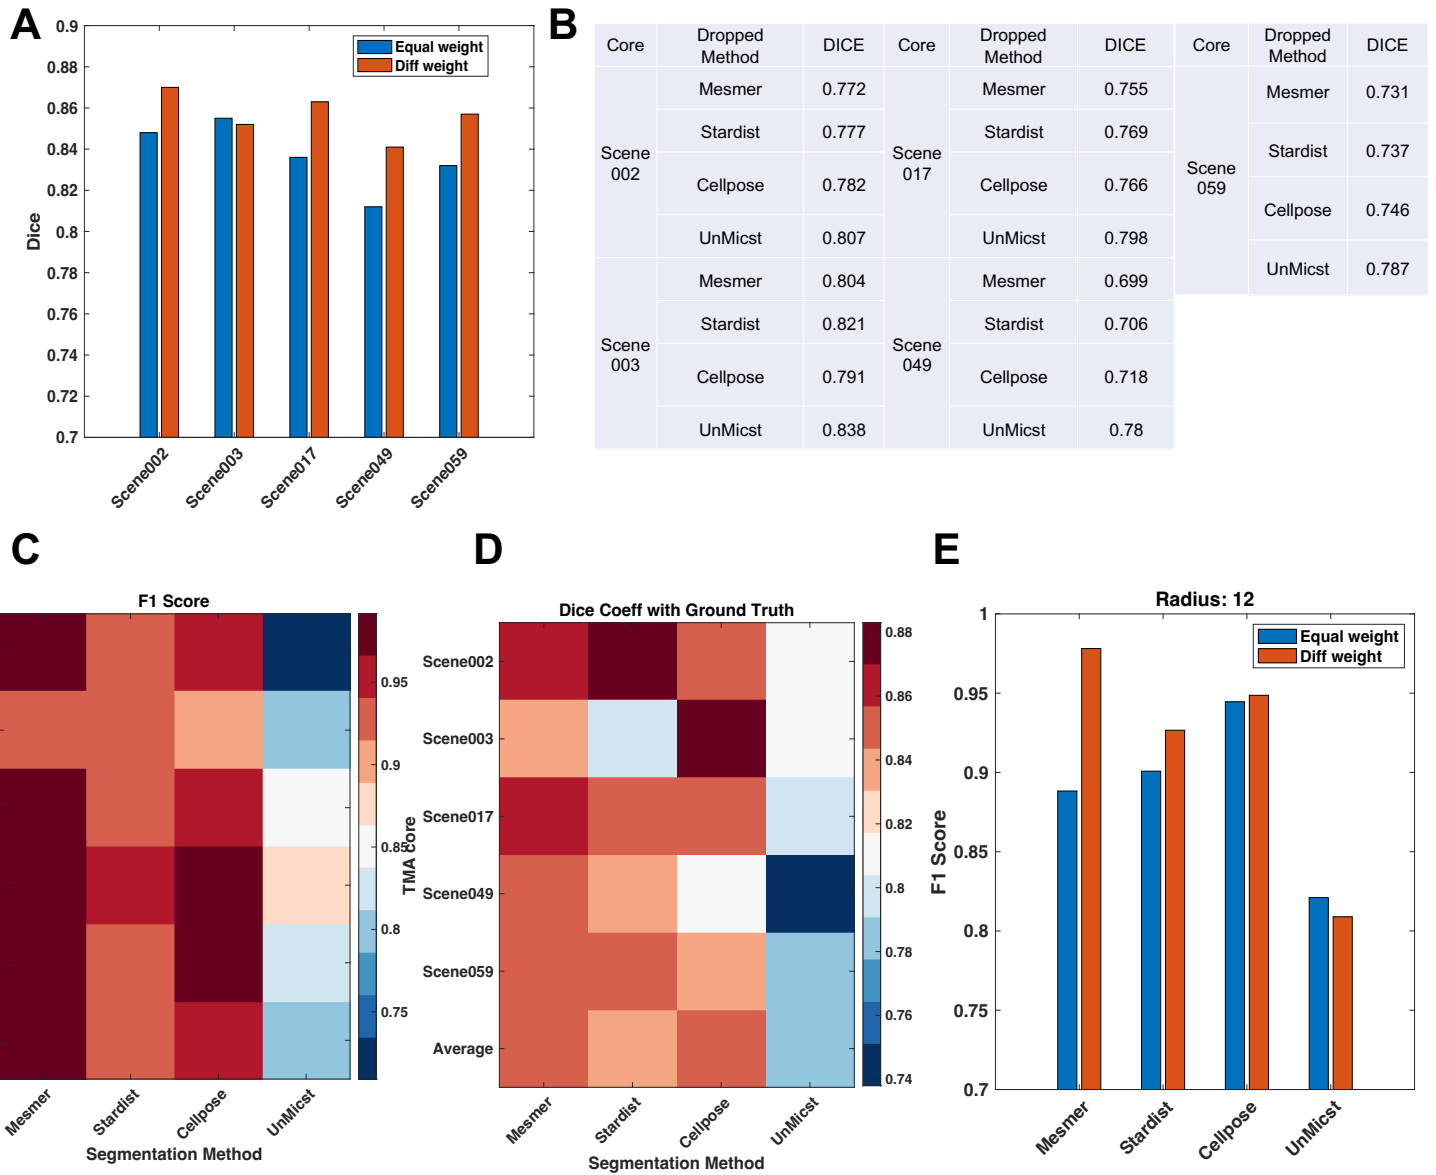 A
0.9
0.88
0.86
0.84
0.82
0.8
0.78
0.76
0.74
0.72
0.7
Dice
Equal weight
Diff weight
Scene002
Scene003
Scene017
Scene049
Scene059
B
Core Dropped Method DICE Core Dropped Method DICE Core Dropped Method DICE
Scene 002
Mesmer 0.772
Stardist 0.777
Cellpose 0.782
UnMicst 0.807
Scene 003
Mesmer 0.804
Stardist 0.821
Cellpose 0.791
UnMicst 0.838
Scene 017
Mesmer 0.755
Stardist 0.769
Cellpose 0.766
UnMicst 0.798
Scene 049
Mesmer 0.699
Stardist 0.706
Cellpose 0.718
UnMicst 0.78
Scene 059
Mesmer 0.731
Stardist 0.737
Cellpose 0.746
UnMicst 0.787
C
F1 Score
0.95
0.9
0.85
0.8
0.75
Mesmer
Stardist
Cellpose
UnMicst
Segmentation Method
D
Dice Coeff with Ground Truth
TMA core
Scene002
Scene003
Scene017
Scene049
Scene059
Average
0.88
0.86
0.84
0.82
0.8
0.78
0.76
0.74
Mesmer
Stardist
Cellpose
UnMicst
Segmentation Method
E
Radius: 12
1
0.95
0.9
0.85
0.8
0.75
0.7
F1 Score
Equal weight
Diff weight
Mesmer
Stardist
Cellpose
UnMicst